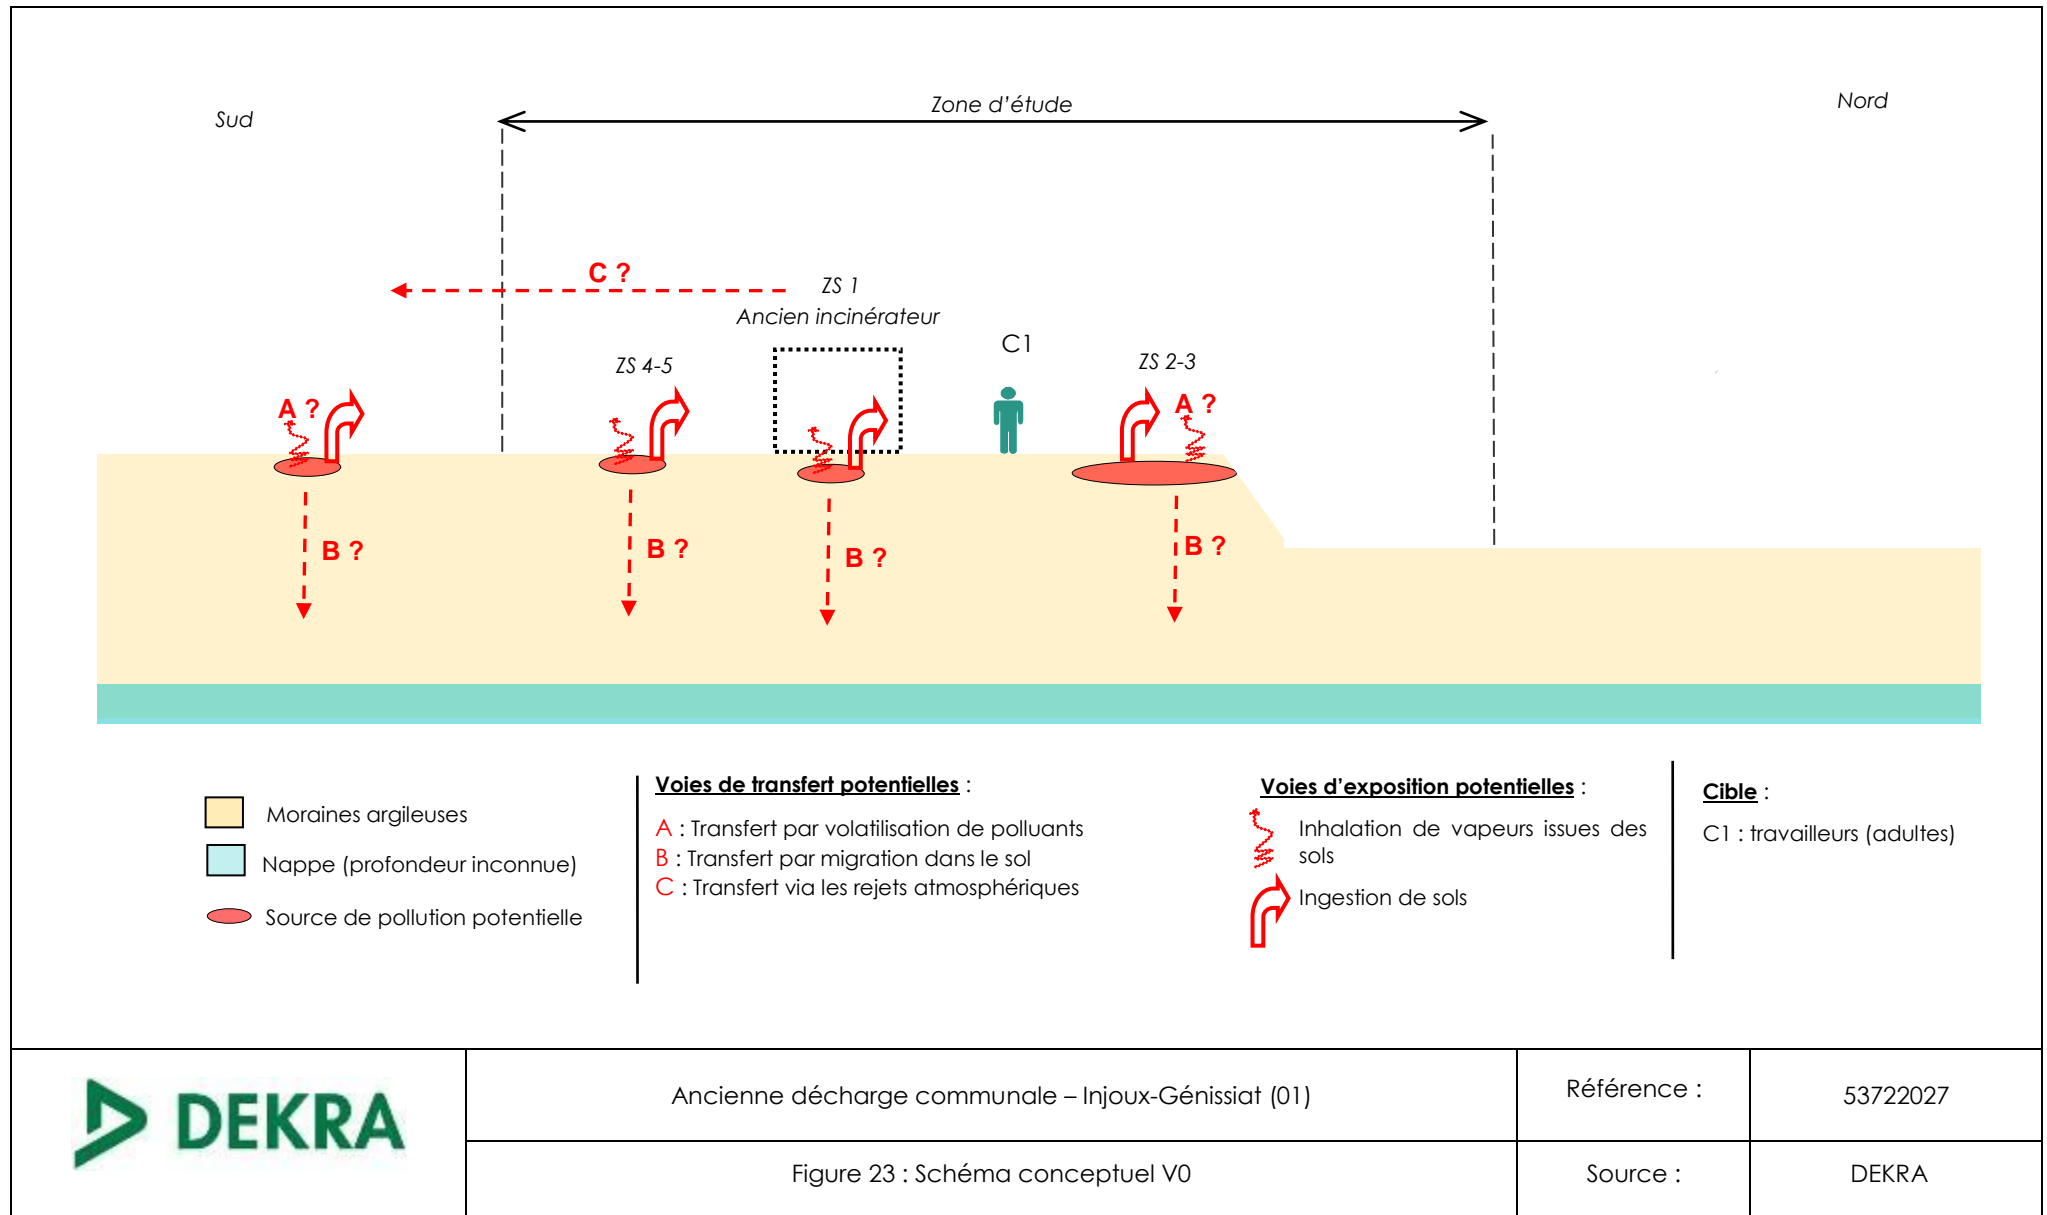 Sud
Zone d'étude
Nord
C ?
ZS 1
Ancien incinérateur
C1
ZS 4-5
ZS 2-3
A ?
A ?
B ?
B ?
B ?
B ?
Moraines argileuses
Nappe (profondeur inconnue)
Source de pollution potentielle
Voies de transfert potentielles :
A : Transfert par volatilisation de polluants
B : Transfert par migration dans le sol
C : Transfert via les rejets atmosphériques
Voies d'exposition potentielles :
Inhalation de vapeurs issues des
sols
Ingestion de sols
Cible :
C1 : travailleurs (adultes)
DEKRA
Ancienne décharge communale – Injoux-Génissiat (01)
Référence :
53722027
Figure 23 : Schéma conceptuel V0
Source :
DEKRA